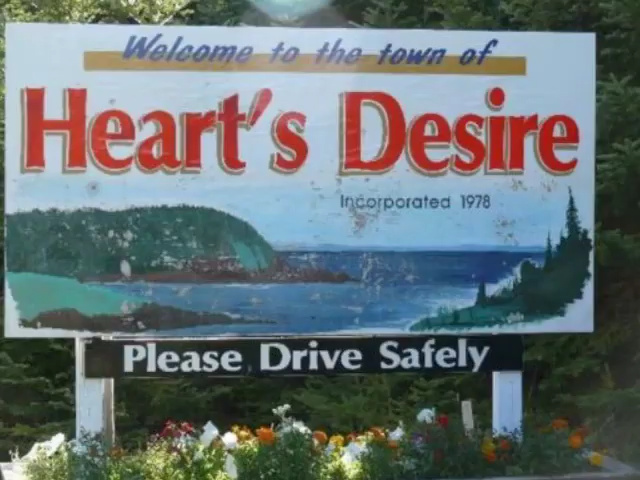 Welcome to the town of
Heart's Desire
Incorporated 1978
Please Drive Safely